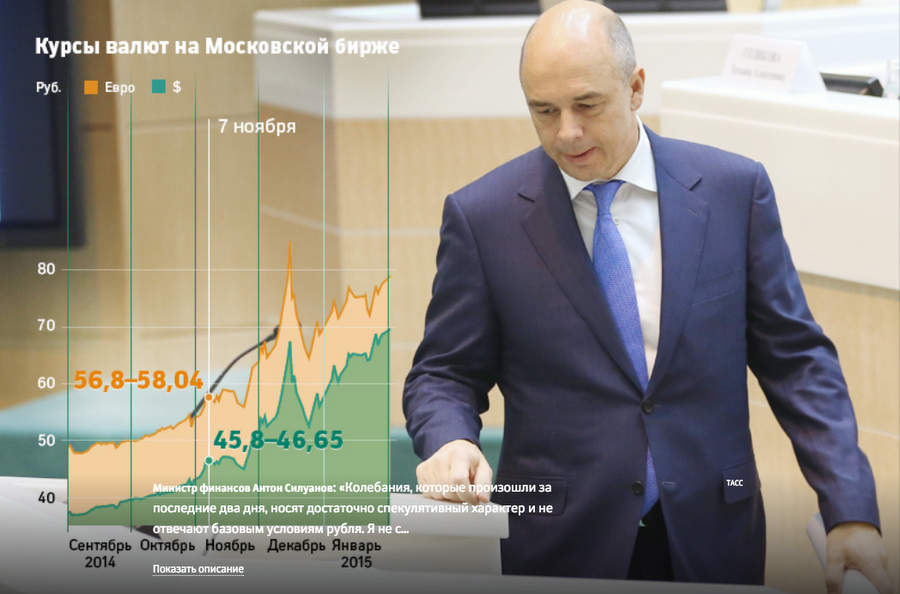 Курсы валют на Московской бирже
Руб. Евро $
7 ноября
80
70
60
56,8–58,04
50
45,8–46,65
40
Министр финансов Антон Силуанов: «Колебания, которые произошли за
последние два дня, носят достаточно спекулятивный характер и не
отвечают базовым условиям рубля. Я не с...
ТАСС
Сентябрь Октябрь Ноябрь Декабрь Январь
2014 2015
Показать описание